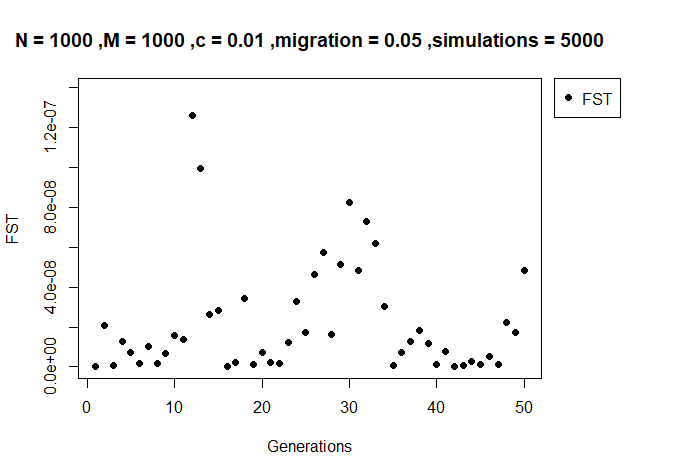 N = 1000 ,M = 1000 ,c = 0.01 ,migration = 0.05 ,simulations = 5000
FST
FST
1.2e-07
8.0e-08
4.0e-08
0.0e+00
0 10 20 30 40 50
Generations